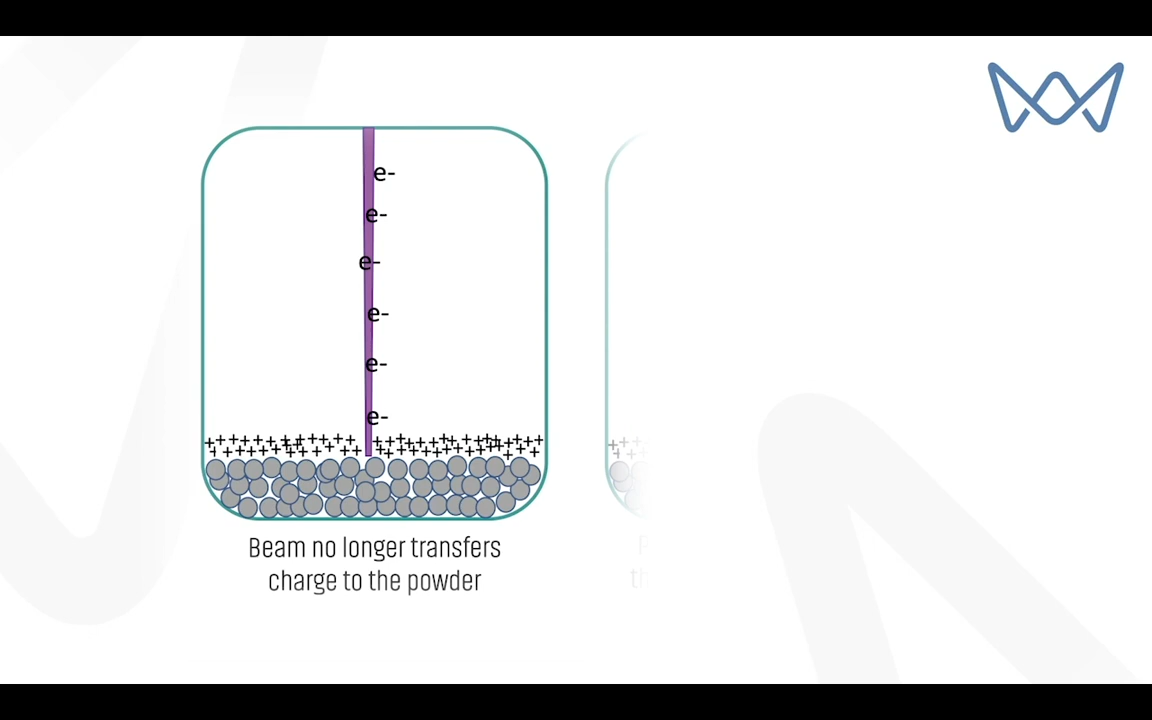 e-
e-
e-
e-
e-
e-
Beam no longer transfers
charge to the powder